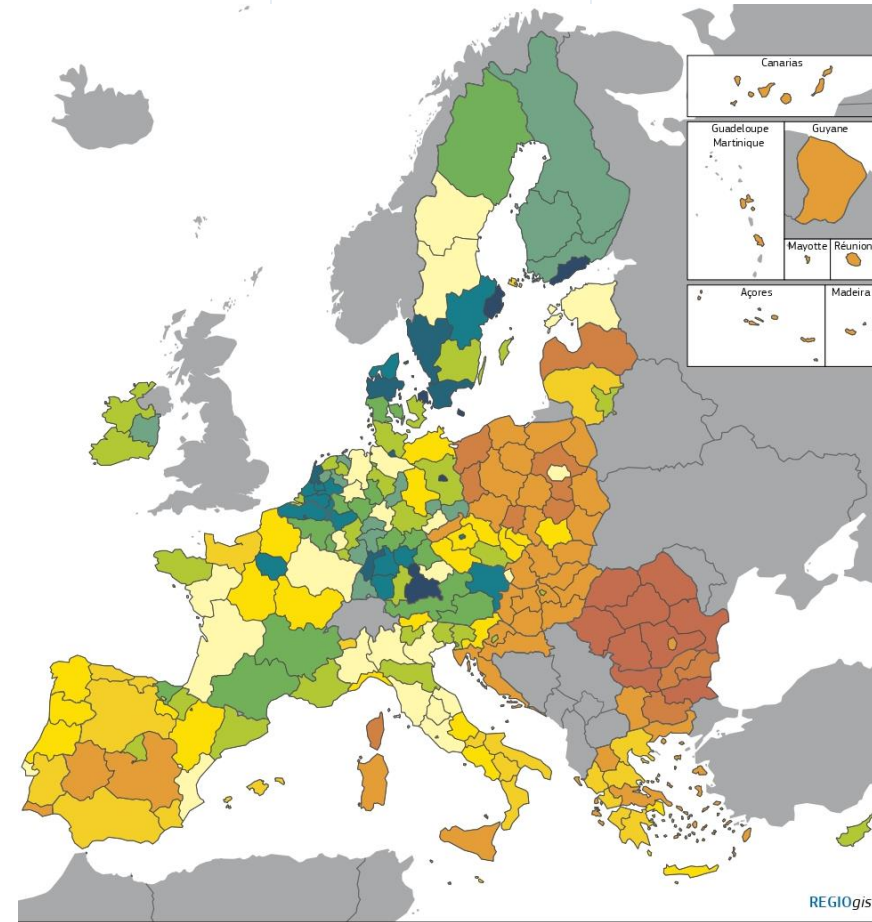 Canarias
Guadeloupe
Martinique
Guyane
Mayotte
Réunion
Açores
Madeira
REGIOgis